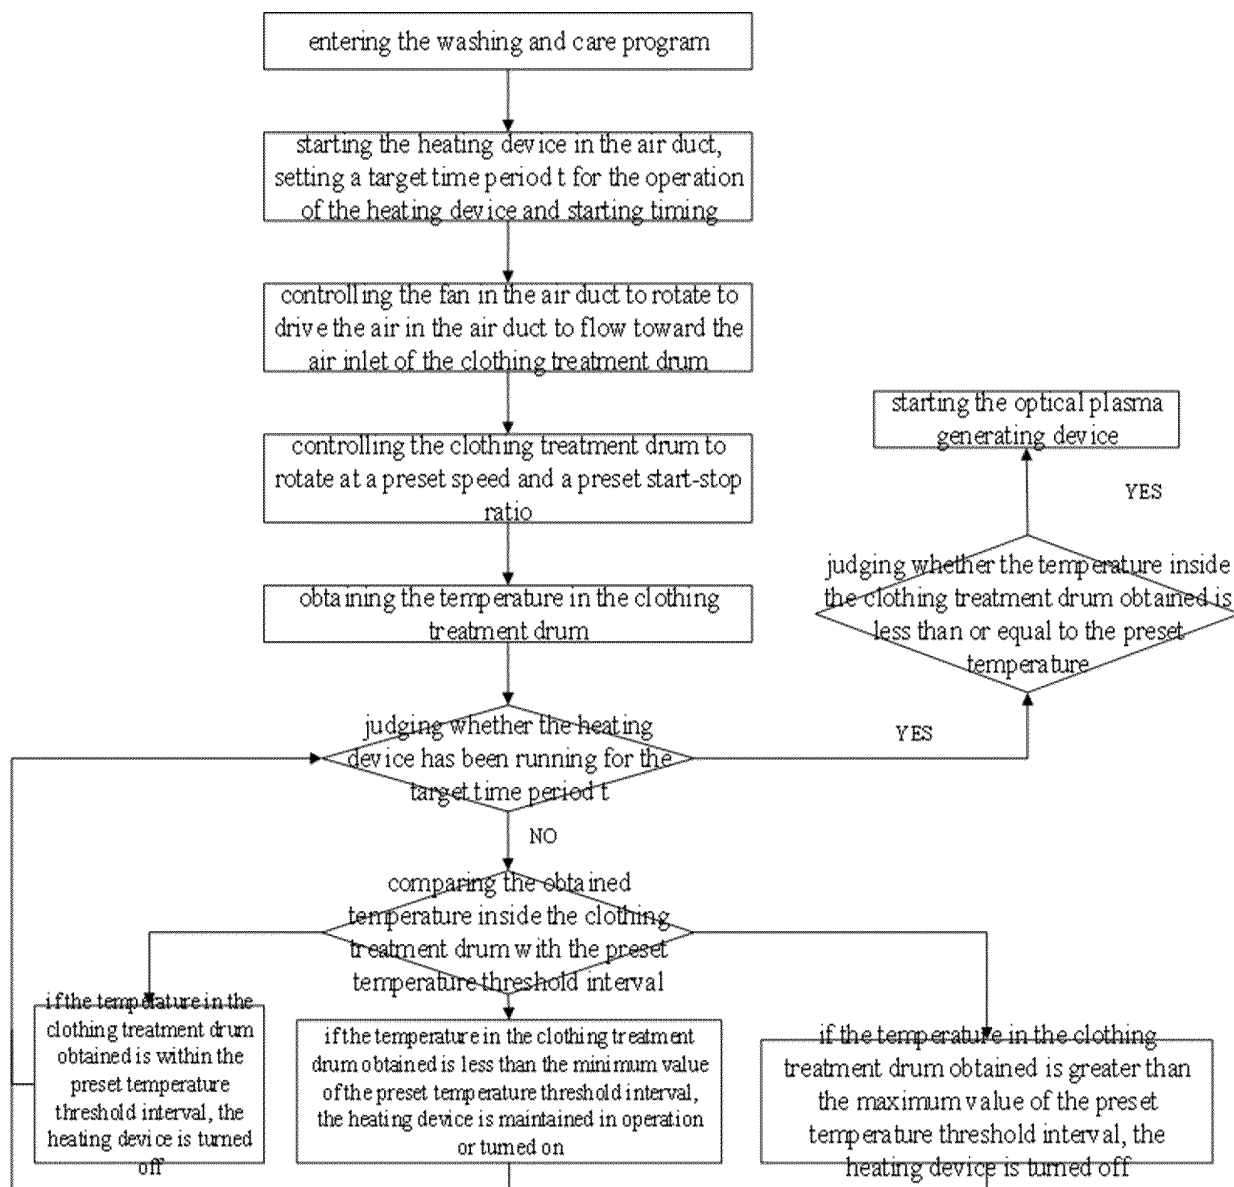 entering the washing and care program
starting the heating device in the air duct,
setting a target time period t for the operation
of the heating device and starting timing
controlling the fan in the air duct to rotate to
drive the air in the air duct to flow toward the
air inlet of the clothing treatment drum
controlling the clothing treatment drum to
rotate at a preset speed and a preset start-stop
ratio
obtaining the temperature in the clothing
treatment drum
judging whether the heating
device has been running for the
target time period t
YES
judging whether the temperature inside
the clothing treatment drum obtained is
less than or equal to the preset
temperature
YES
starting the optical plasma
generating device
NO
comparing the obtained
temperature inside the clothing
treatment drum with the preset
temperature threshold interval
if the temperature in the
clothing treatment drum
obtained is within the
preset temperature
threshold interval, the
heating device is turned
off
if the temperature in the clothing treatment
drum obtained is less than the minimum value
of the preset temperature threshold interval,
the heating device is maintained in operation
or turned on
if the temperature in the clothing
treatment drum obtained is greater than
the maximum value of the preset
temperature threshold interval, the
heating device is turned off